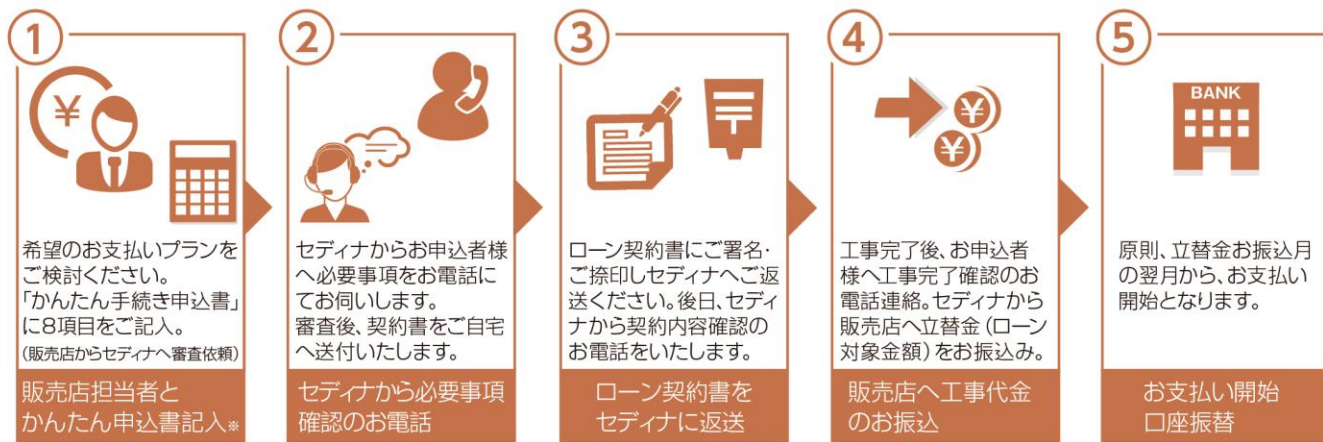 1
¥
希望のお支払いプランを
ご検討ください。
「かんたん手続き申込書」
に8項目をご記入。
(販売店からセディナへ審査依頼)
販売店担当者と
かんたん申込書記入※
2
セディナからお申込者様
へ必要事項をお電話に
てお伺いします。
審査後、契約書をご自宅
へ送付いたします。
セディナから必要事項
確認のお電話
3
〒
ローン契約書にご署名・
ご捺印しセディナへご返
送ください。後日、セディ
ナから契約内容確認の
お電話をいたします。
ローン契約書を
セディナに返送
4
¥
¥
工事完了後、お申込者
様へ工事完了確認のお
電話連絡。セディナから
販売店へ立替金(ローン
対象金額)をお振込み。
販売店へ工事代金
のお振込
5
BANK
原則、立替金お振込月
の翌月から、お支払い
開始となります。
お支払い開始
口座振替